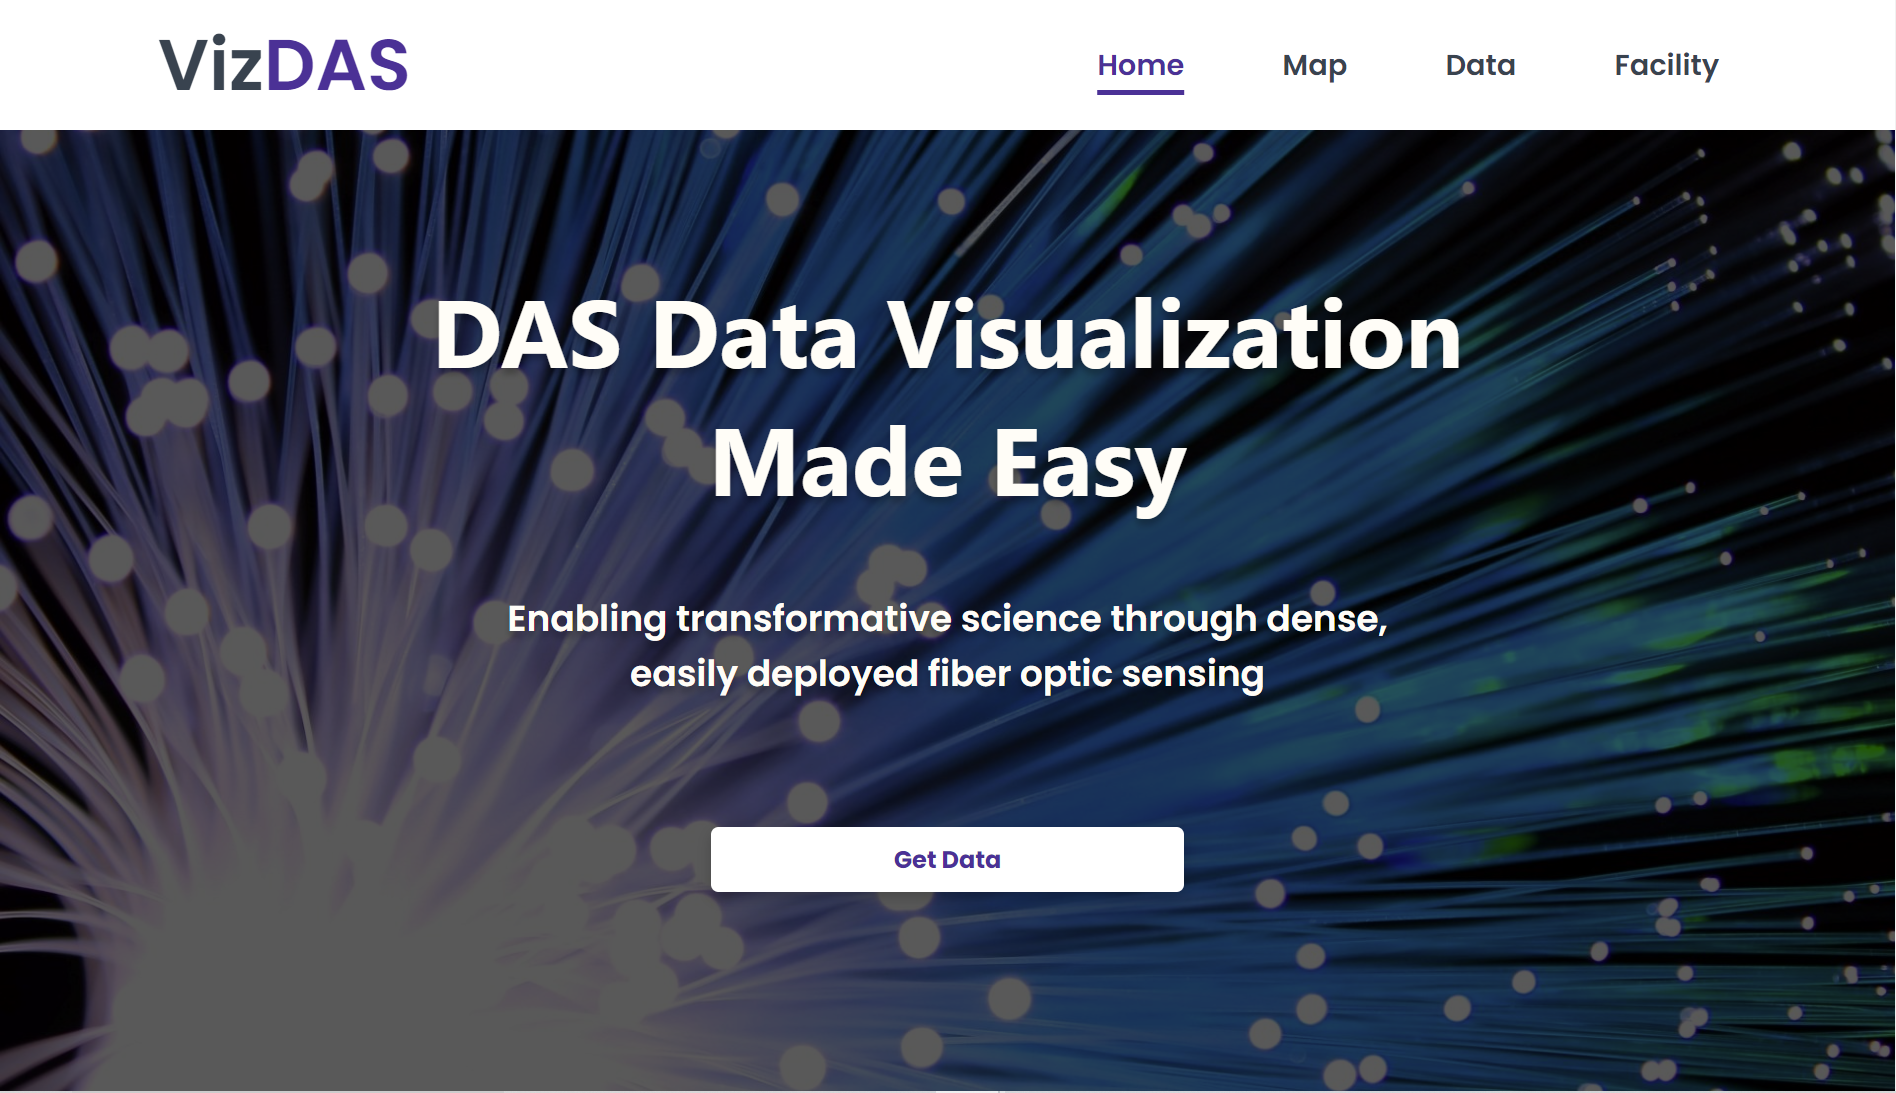 VizDAS
Home Map Data Facility
DAS Data Visualization
Made Easy
Enabling transformative science through dense,
easily deployed fiber optic sensing
Get Data